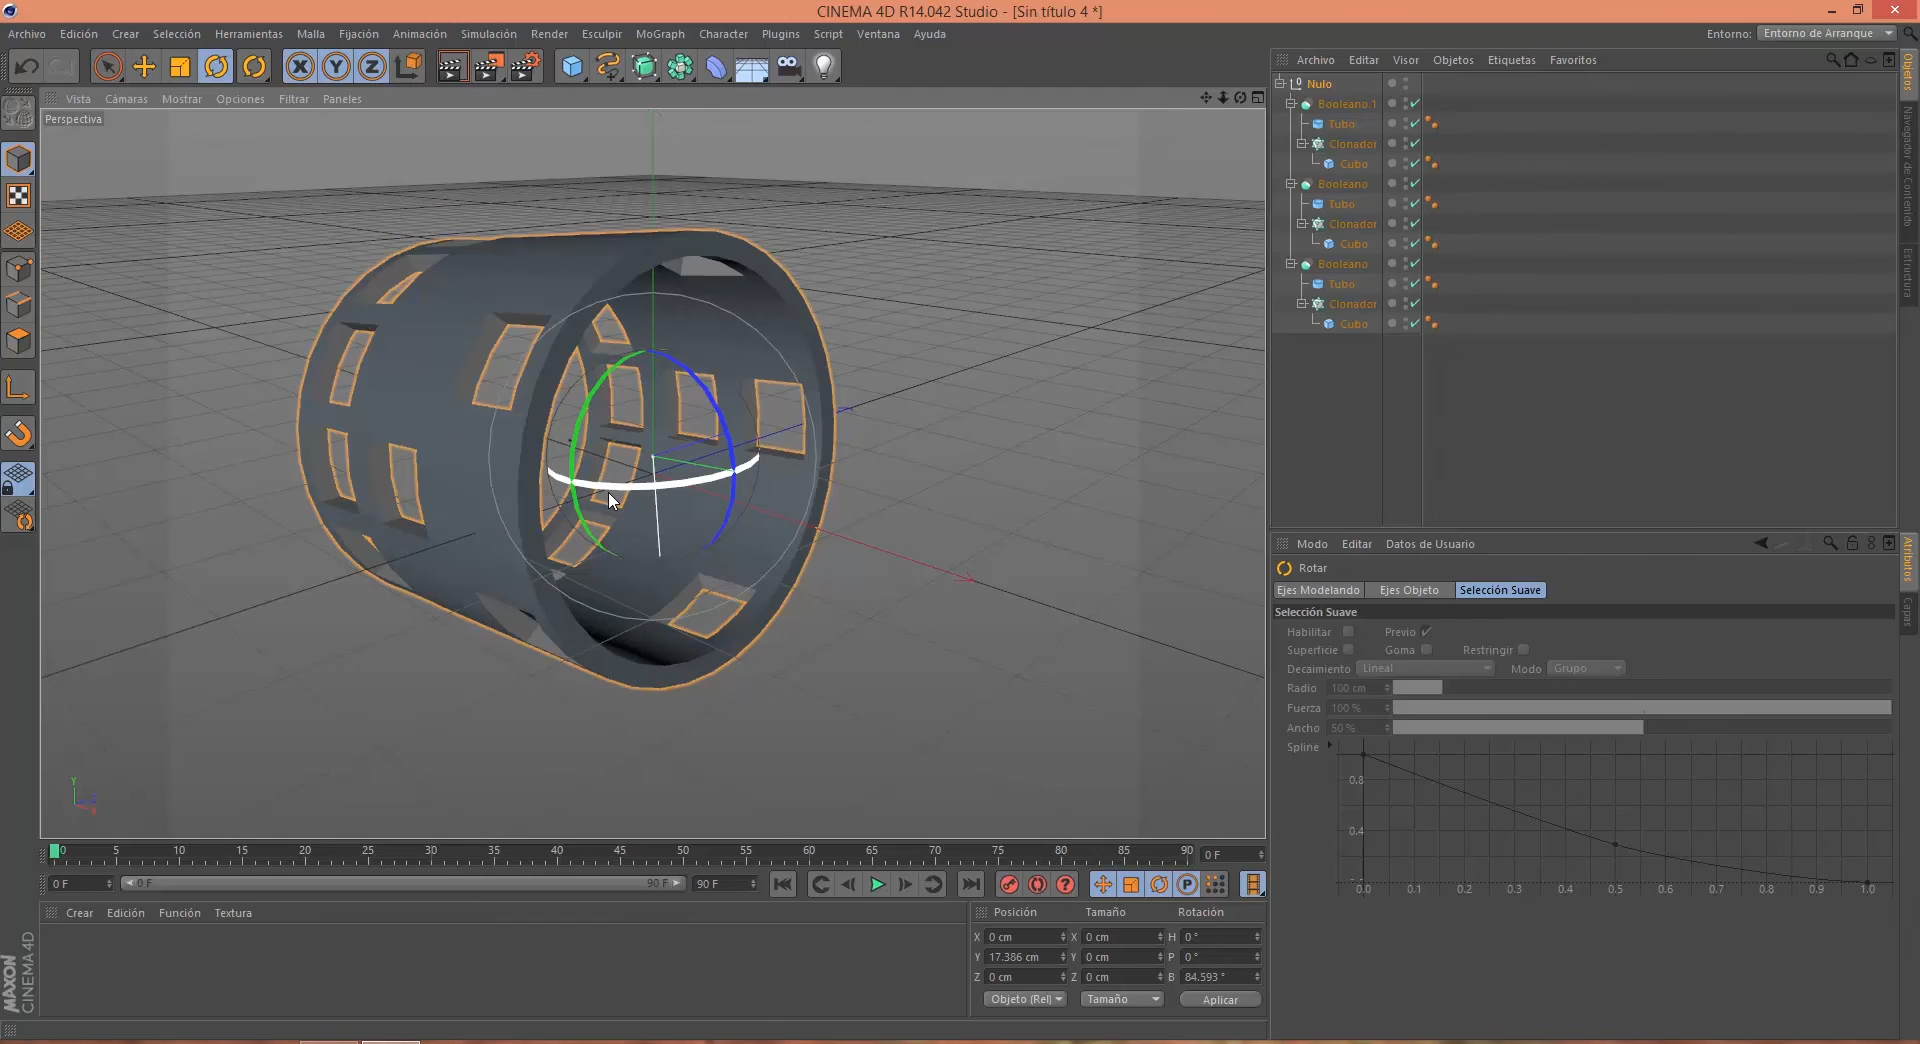 CINEMA 4D R14.042 Studio - [Sin título 4 *]
Archivo Edición Crear Selección Herramientas Malla Fijación Animación Simulación Render Esculpir MoGraph Character Plugins Script Ventana Ayuda
Entorno: Entorno de Arranque
Vista Cámaras Mostrar Opciones Filtrar Paneles
Perspectiva
Archivo Editar Visor Objetos Etiquetas Favoritos
Nulo
Booleano.1
Tubo
Clonador
Cubo
Booleano
Tubo
Clonador
Cubo
Booleano
Tubo
Clonador
Cubo
Objetos
Navegador de Contenido
Estructura
Modo Editar Datos de Usuario
Rotar
Ejes Modelando Ejes Objeto Selección Suave
Selección Suave
Habilitar Previo
Superficie Goma Restringir
Decaimiento Lineal Modo Grupo
Radio 100 cm
Fuerza 100 %
Ancho 50 %
Spline
0.8
0.4
0.0 0.1 0.2 0.3 0.4 0.5 0.6 0.7 0.8 0.9 1.0
Atributos
Capas
Y
0 5 10 15 20 25 30 35 40 45 50 55 60 65 70 75 80 85 90
0 F
0 F 0 F 90 F 90 F
Crear Edición Función Textura
Posición Tamaño Rotación
X 0 cm X 0 cm H 0 °
Y 17.386 cm Y 0 cm P 0 °
Z 0 cm Z 0 cm B 84.593 °
Objeto (Rel) Tamaño Aplicar
MAXON
CINEMA 4D